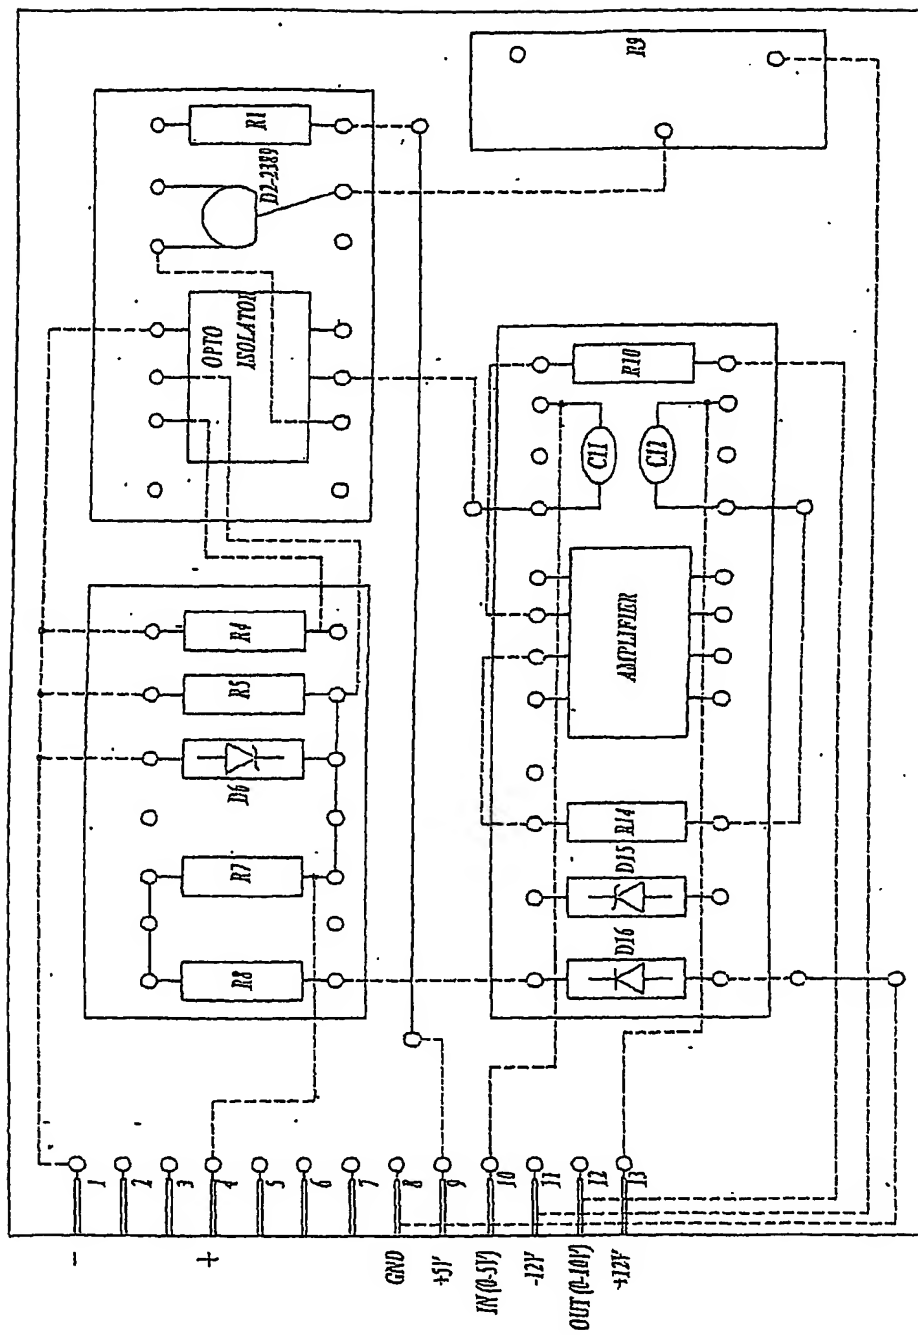 R9
R1
D2-2389
OPTO
ISOLATOR
R10
C11
C12
R4
R5
D6
R7
R8
AMPLIFIER
R14
D15
D16
-
1
2
3
+
4
5
6
7
GND
8
+5V
9
IN (0-5V)
10
-12V
11
OUT (0-10V)
12
+12V
13